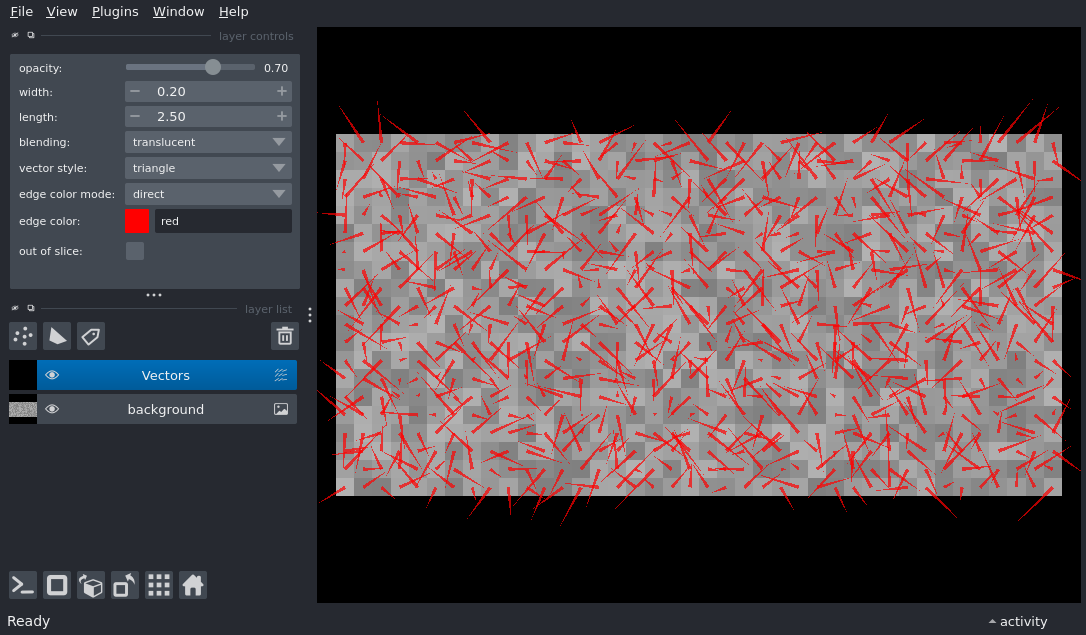 File View Plugins Window Help
layer controls
opacity: 0.70
width: 0.20
length: 2.50
blending: translucent
vector style: triangle
edge color mode: direct
edge color: red
out of slice:
layer list
Vectors
background
Ready
activity